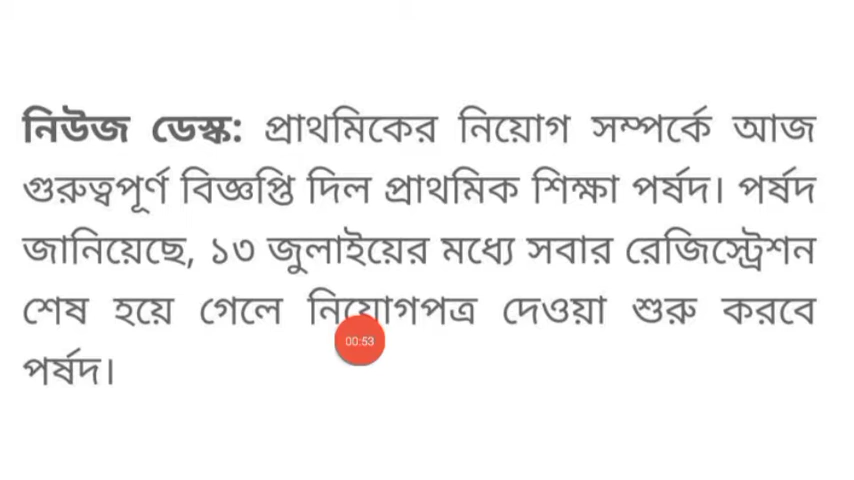 নিউজ ডেস্ক: প্রাথমিকের নিয়োগ সম্পর্কে আজ
গুরুত্বপূর্ণ বিজ্ঞপ্তি দিল প্রাথমিক শিক্ষা পর্ষদ। পর্ষদ
জানিয়েছে, ১৩ জুলাইয়ের মধ্যে সবার রেজিস্ট্রেশন
শেষ হয়ে গেলে নিয়োগপত্র দেওয়া শুরু করবে
00:53
পর্ষদ।